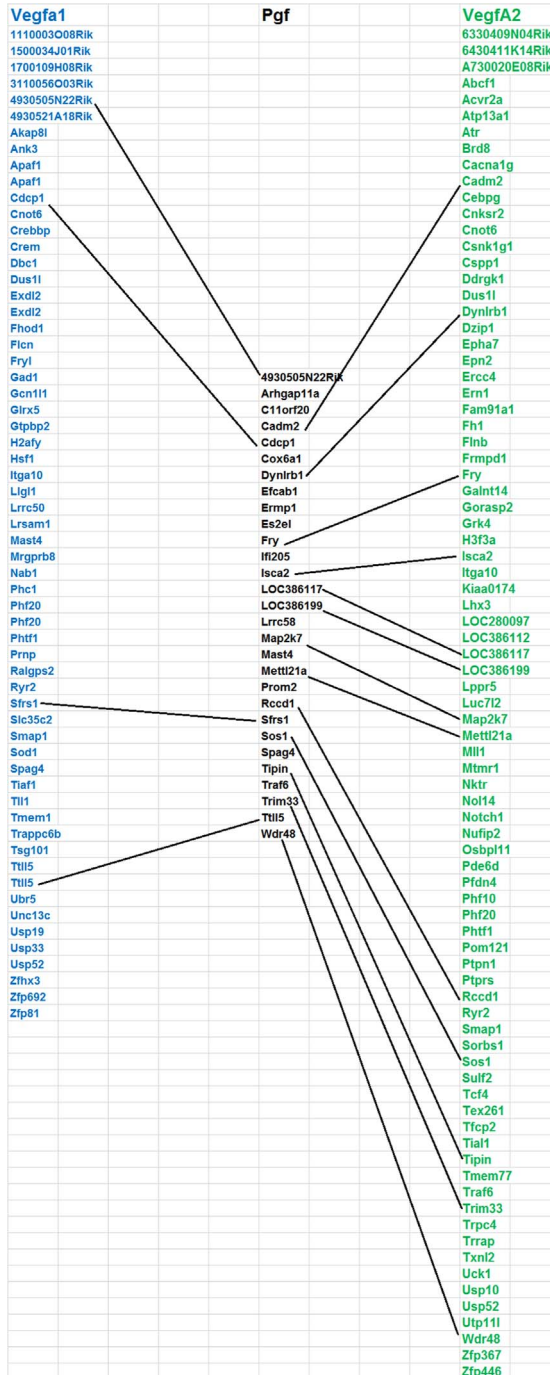 Vegfa1
1110003O08Rik
1500034J01Rik
1700109H08Rik
3110056O03Rik
4930505N22Rik
4930521A18Rik
Akap8l
Ank3
Apaf1
Apaf1
Cdcp1
Cnot6
Crebbp
Crem
Dbc1
Dus1l
Exdl2
Exdl2
Fhod1
Flcn
Fryl
Gad1
Gcn1l1
Glrx5
Gtpbp2
H2afy
Hsf1
Itga10
Llgl1
Lrrc50
Lrsam1
Mast4
Mrgprb8
Nab1
Phc1
Phf20
Phf20
Phtf1
Prnp
Ralgps2
Ryr2
Sfrs1
Slc35c2
Smap1
Sod1
Spag4
Tiaf1
Tll1
Tmem1
Trappc6b
Tsg101
Ttll5
Ttll5
Ubr5
Unc13c
Usp19
Usp33
Usp52
Zfhx3
Zfp692
Zfp81
Pgf
4930505N22Rik
Arhgap11a
C11orf20
Cadm2
Cdcp1
Cox6a1
Dynlrb1
Efcab1
Ermp1
Es2el
Fry
Ifi205
Isca2
LOC386117
LOC386199
Lrrc58
Map2k7
Mast4
Mettl21a
Prom2
Rccd1
Sfrs1
Sos1
Spag4
Tipin
Traf6
Trim33
Ttll5
Wdr48
VegfA2
6330409N04Rik
6430411K14Rik
A730020E08Rik
Abcf1
Acvr2a
Atp13a1
Atr
Brd8
Cacna1g
Cadm2
Cebpg
Cnksr2
Cnot6
Csnk1g1
Cspp1
Ddrgk1
Dus1l
Dynlrb1
Dzip1
Epha7
Epn2
Ercc4
Ern1
Fam91a1
Fh1
Flnb
Frmpd1
Fry
Galnt14
Gorasp2
Grk4
H3f3a
Isca2
Itga10
Kiaa0174
Lhx3
LOC280097
LOC386112
LOC386117
LOC386199
Lppr5
Luc7l2
Map2k7
Mettl21a
Mll1
Mtmr1
Nktr
Nol14
Notch1
Nufip2
Osbpl11
Pde6d
Pfdn4
Phf10
Phf20
Phtf1
Pom121
Ptpn1
Ptprs
Rccd1
Ryr2
Smap1
Sorbs1
Sos1
Sulf2
Tcf4
Tex261
Tfcp2
Tial1
Tipin
Tmem77
Traf6
Trim33
Trpc4
Trrap
Txnl2
Uck1
Usp10
Usp52
Utp11l
Wdr48
Zfp367
Zfp446